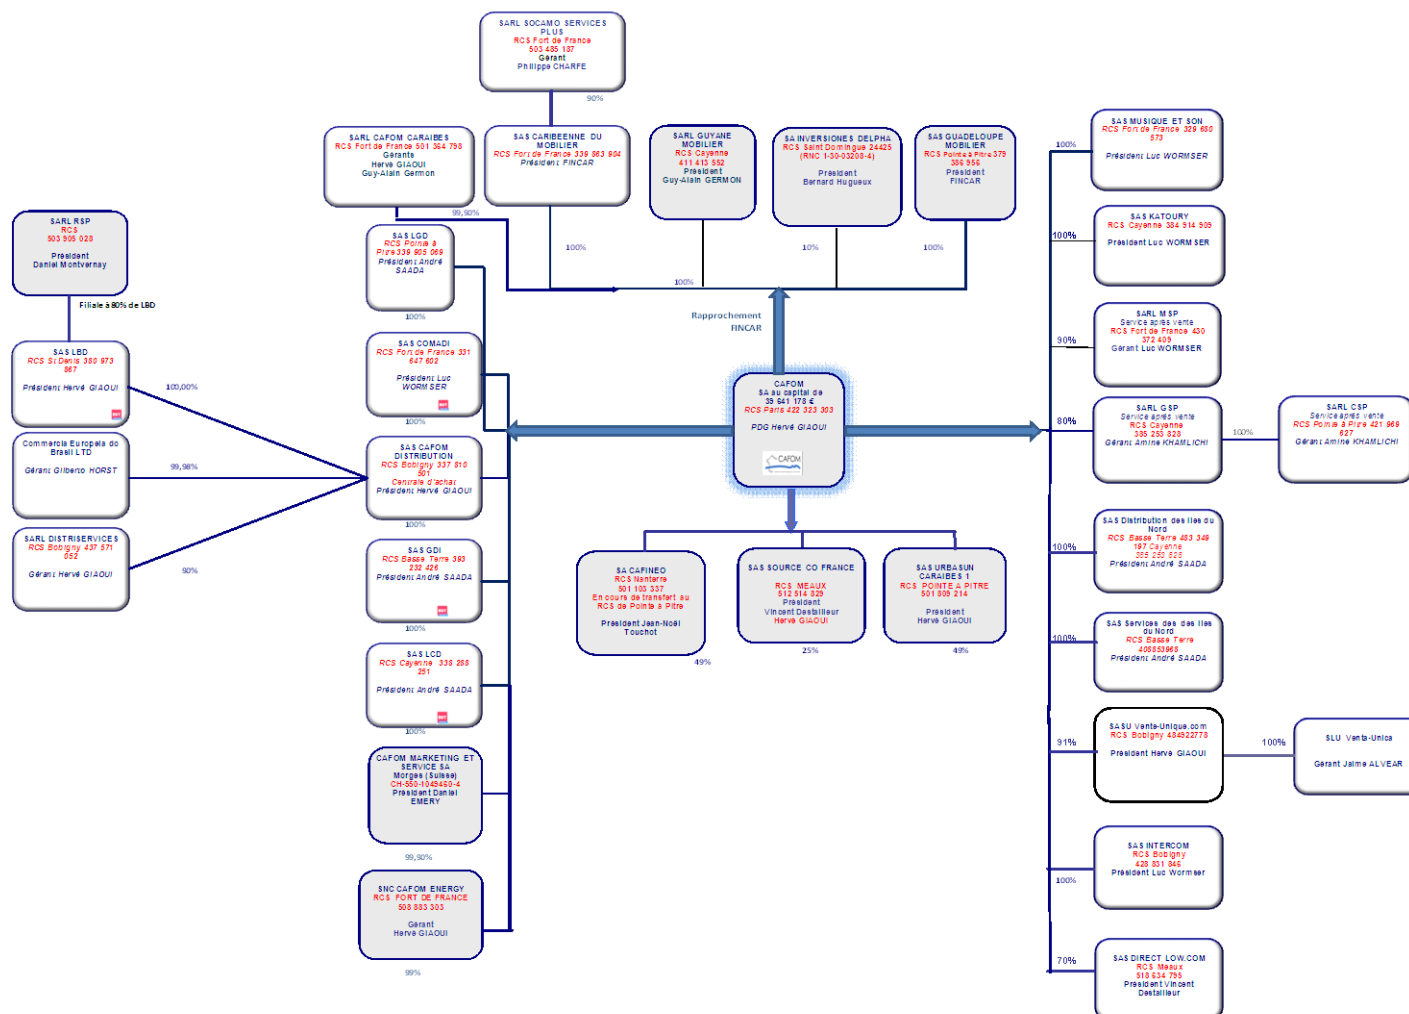 SARL SOCAMO SERVICES
PLUS
RCS Fort de France
503 485 187
Gérant
Philippe CHARFE
90%
SARL CAFOM CARAIBES
RCS Fort de France 501 364 798
Gérants
Hervé GIAOUI
Guy-Alain Germon
99,90%
SAS CARIBEENNE DU
MOBILIER
RCS Fort de France 339 563 904
Président FINCAR
100%
SARL GUYANE
MOBILIER
RCS Cayenne
411 413 552
Président
Guy-Alain GERMON
100%
SA INVERSIONES DELPHA
RCS Saint Domingue 24425
(RNC 1-30-03208-4)
Président
Bernard Hugueux
10%
SAS GUADELOUPE
MOBILIER
RCS Pointe à Pitre 379
386 956
Président
FINCAR
100%
SARL RSP
RCS
503 905 028
Président
Daniel Montvernay
Filiale à 80% de LBD
SAS LBD
RCS St Denis 380 973
867
Président Hervé GIAOUI
100,00%
Commercia Europeia do
Brasil LTD
Gérant Gilberto HORST
99,98%
SARL DISTRISERVICES
RCS Bobigny 437 571
052
Gérant Hervé GIAOUI
90%
SAS LGD
RCS Pointe à
Pitre 339 905 069
Président André
SAADA
100%
SAS COMADI
RCS Fort de France 331
647 602
Président Luc
WORMSER
100%
SAS CAFOM
DISTRIBUTION
RCS Bobigny 337 810
501
Centrale d'achat
Président Hervé GIAOUI
100%
SAS GDI
RCS Basse Terre 393
232 426
Président André SAADA
100%
SAS LCD
RCS Cayenne 338 288
251
Président André SAADA
100%
CAFOM MARKETING ET
SERVICE SA
Morges (Suisse)
CH-550-1049460-4
Président Daniel
EMERY
99,90%
SNC CAFOM ENERGY
RCS FORT DE FRANCE
508 883 303
Gérant
Hervé GIAOUI
99%
Rapprochement
FINCAR
CAFOM
SA au capital de
39 641 178 €
RCS Paris 422 323 303
PDG Hervé GIAOUI
CAFOM
SA CAFINEO
RCS Nanterre
501 103 337
En cours de transfert au
RCS de Pointe à Pitre
Président Jean-Noël
Touchot
49%
SAS SOURCE CO FRANCE
RCS MEAUX
512 514 829
Président
Vincent Destailleur
Hervé GIAOUI
25%
SAS URBASUN
CARAIBES 1
RCS POINTE A PITRE
501 809 214
Président
Hervé GIAOUI
49%
SAS MUSIQUE ET SON
RCS Fort de France 329 680
573
Président Luc WORMSER
100%
SAS KATOURY
RCS Cayenne 384 914 909
Président Luc WORMSER
100%
SARL MSP
Service après vente
RCS Fort de France 430
372 409
Gérant Luc WORMSER
90%
SARL GSP
Service après vente
RCS Cayenne
385 253 828
Gérant Amine KHAMLICHI
80%
100%
SARL CSP
Service après vente
RCS Pointe à Pitre 421 969
627
Gérant Amine KHAMLICHI
SAS Distribution des Iles du
Nord
RCS Basse Terre 483 349
197 Cayenne
385 253 828
Président André SAADA
100%
SAS Services des des Iles
du Nord
RCS Basse Terre
408853968
Président André SAADA
100%
SASU Vente-Unique.com
RCS Bobigny 484922778
Président Hervé GIAOUI
91%
100%
SLU Venta-Unica
Gérant Jaime ALVEAR
SAS INTERCOM
RCS Bobigny
428 831 846
Président Luc Wormser
100%
SAS DIRECT LOW.COM
RCS Meaux
518 634 795
Président Vincent
Destailleur
70%